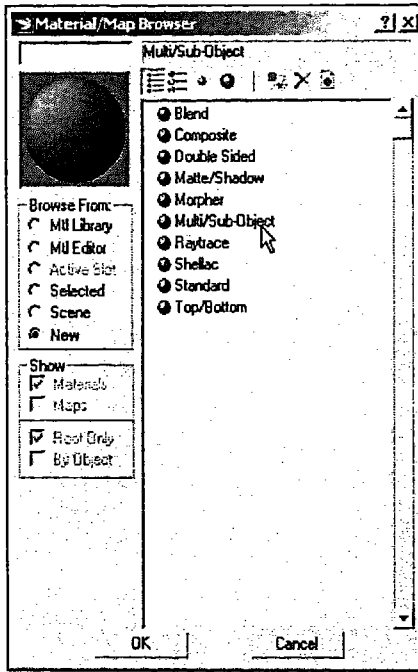 Material/Map Browser
Multi/Sub-Object
Blend
Composite
Double Sided
Matte/Shadow
Morpher
Multi/Sub-Object
Raytrace
Shellac
Standard
Top/Bottom
Browse From:
Mtl Library
Mtl Editor
Active Slot
Selected
Scene
New
Show
Materials
Maps
Root Only
By Object
OK
Cancel